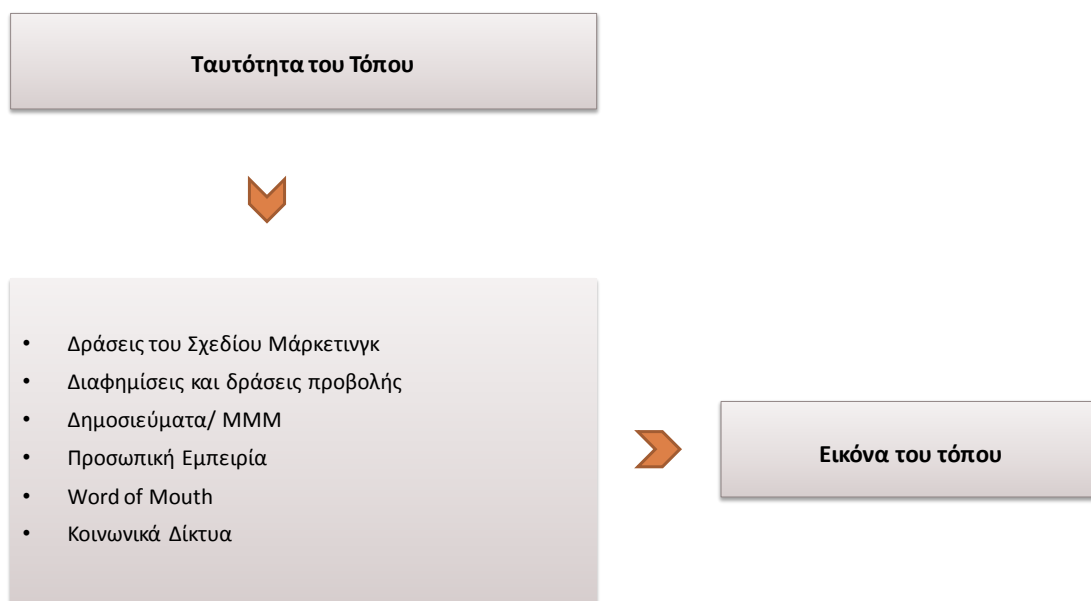 Ταυτότητα του Τόπου
• Δράσεις του Σχεδίου Μάρκετινγκ
• Διαφημίσεις και δράσεις προβολής
• Δημοσιεύματα/ ΜΜΜ
• Προσωπική Εμπειρία
• Word of Mouth
• Κοινωνικά Δίκτυα
Εικόνα του τόπου